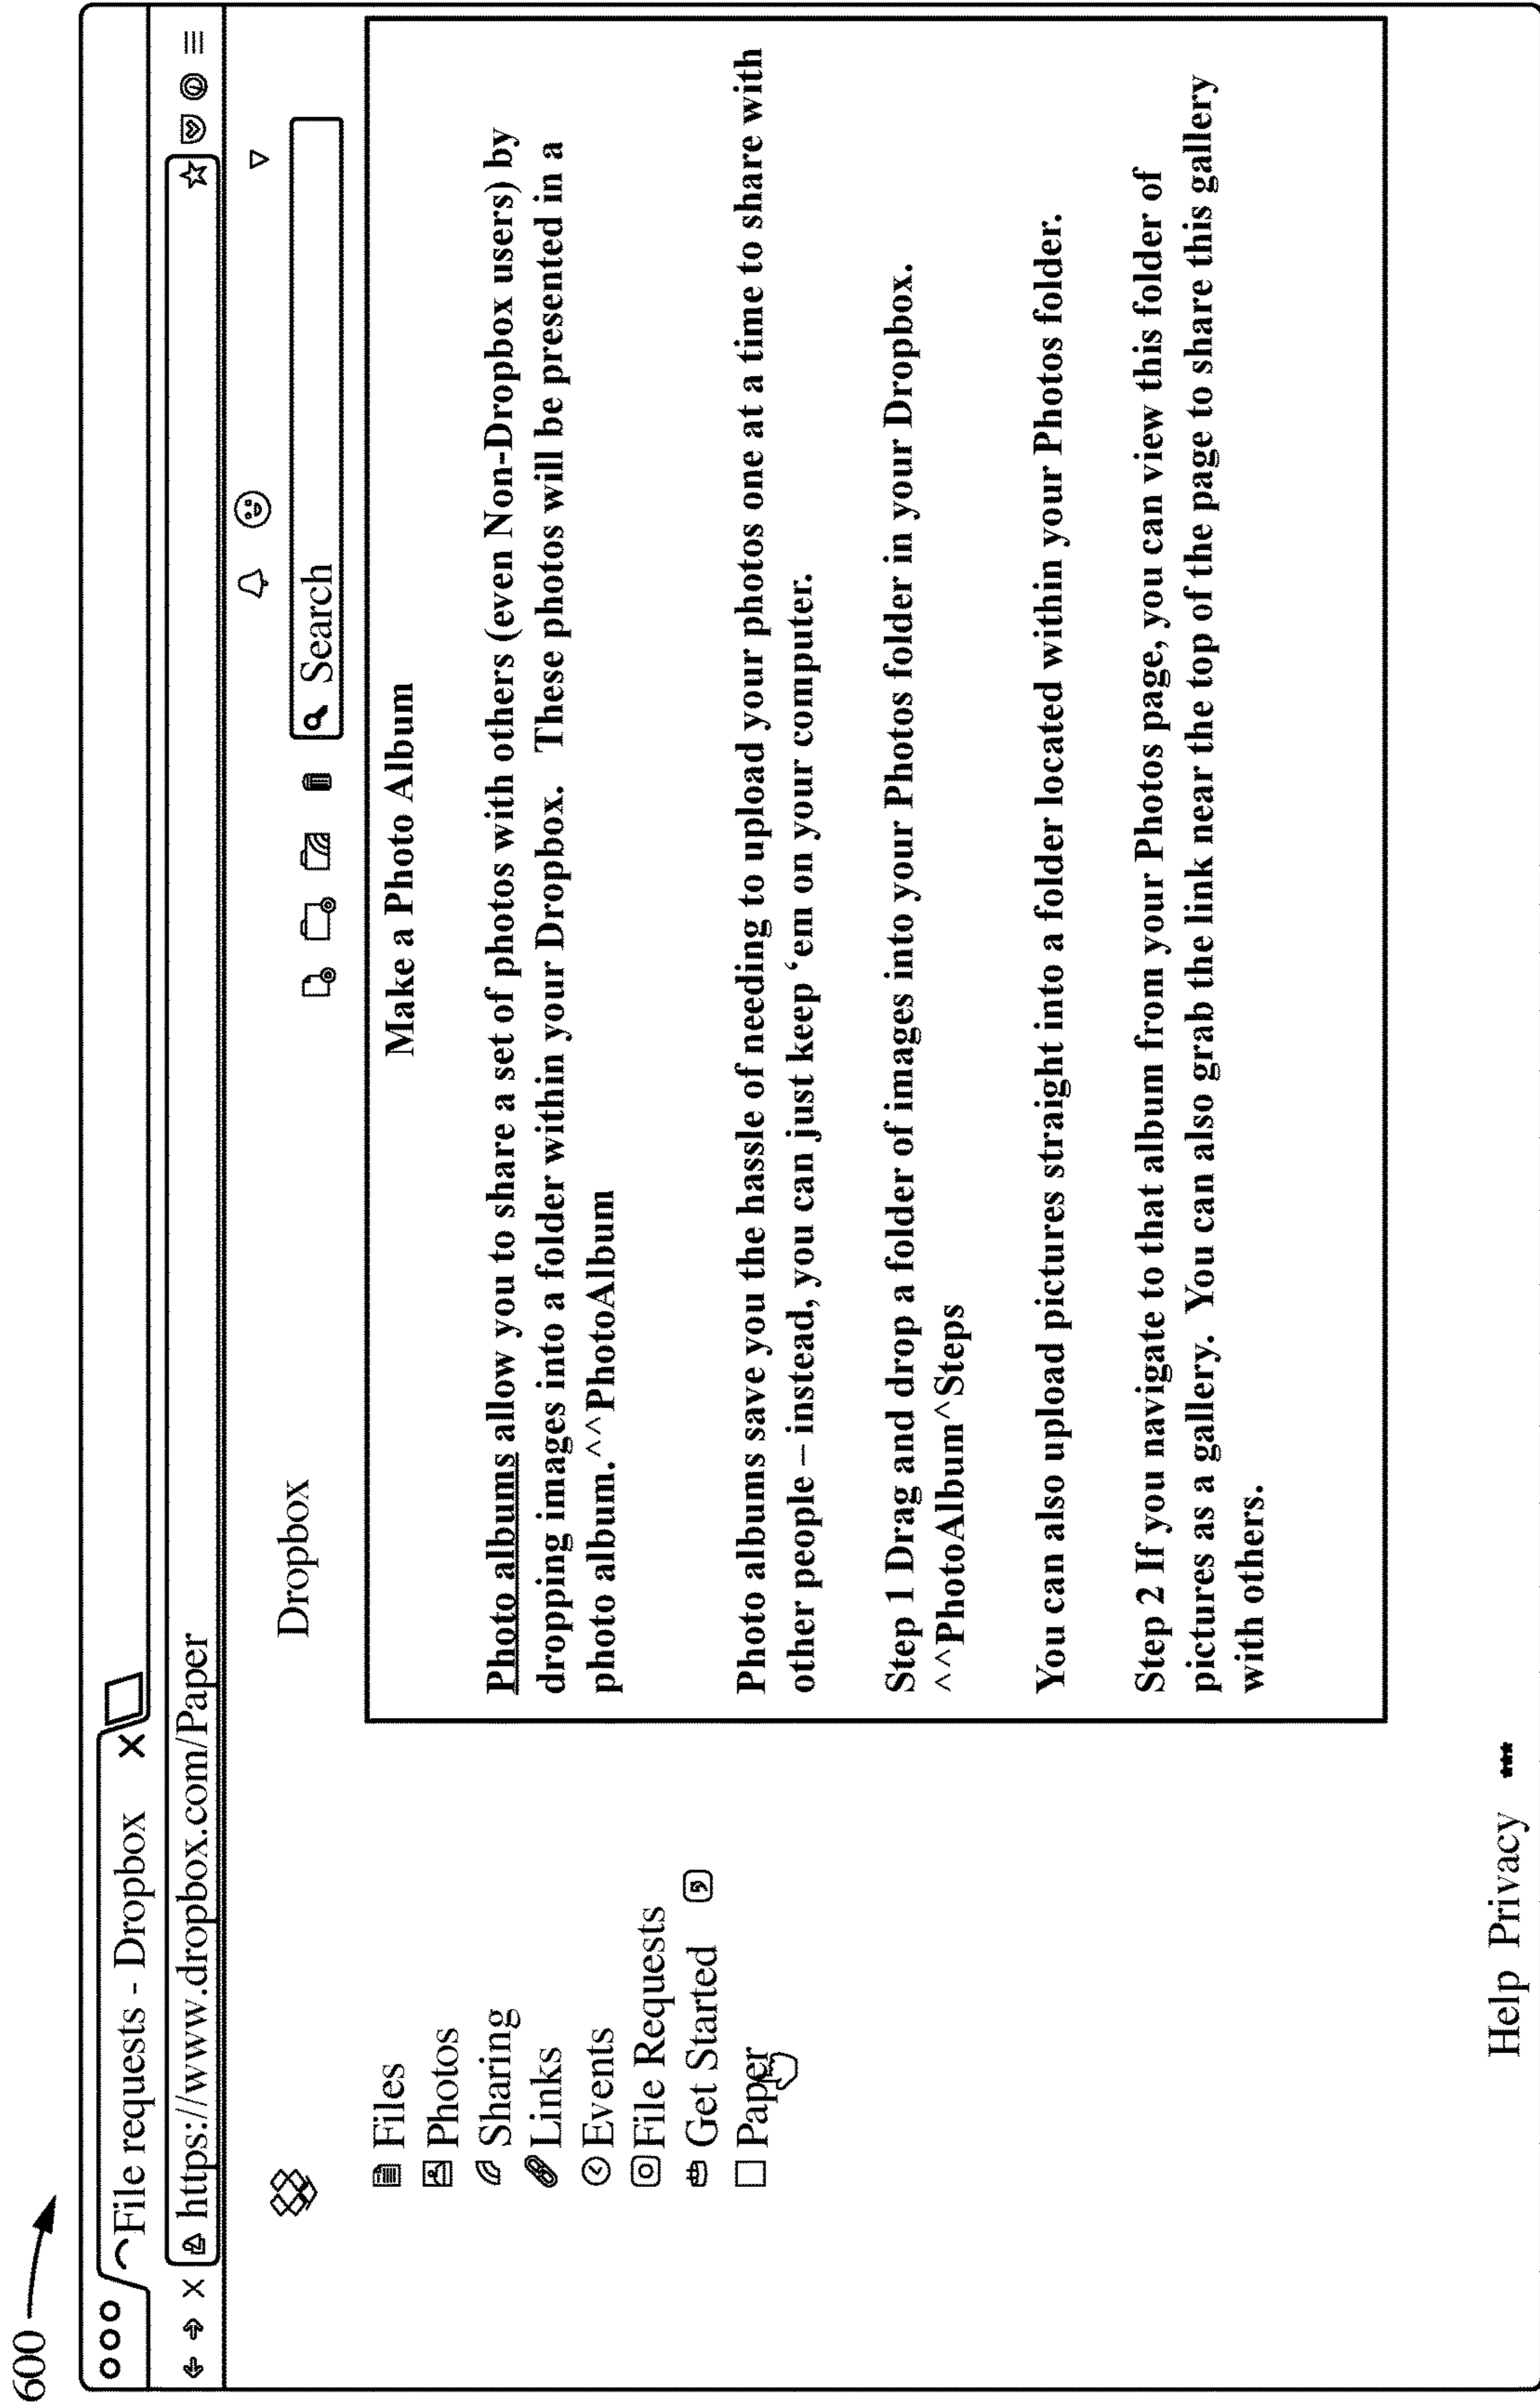 600
File requests - Dropbox X
https://www.dropbox.com/Paper
Dropbox
Search
Files
Photos
Sharing
Links
Events
File Requests
Get Started 5
Paper
Make a Photo Album
Photo albums allow you to share a set of photos with others (even Non-Dropbox users) by
dropping images into a folder within your Dropbox. These photos will be presented in a
photo album.^^PhotoAlbum
Photo albums save you the hassle of needing to upload your photos one at a time to share with
other people – instead, you can just keep ‘em on your computer.
Step 1 Drag and drop a folder of images into your Photos folder in your Dropbox.
^^PhotoAlbum^Steps
You can also upload pictures straight into a folder located within your Photos folder.
Step 2 If you navigate to that album from your Photos page, you can view this folder of
pictures as a gallery. You can also grab the link near the top of the page to share this gallery
with others.
Help Privacy